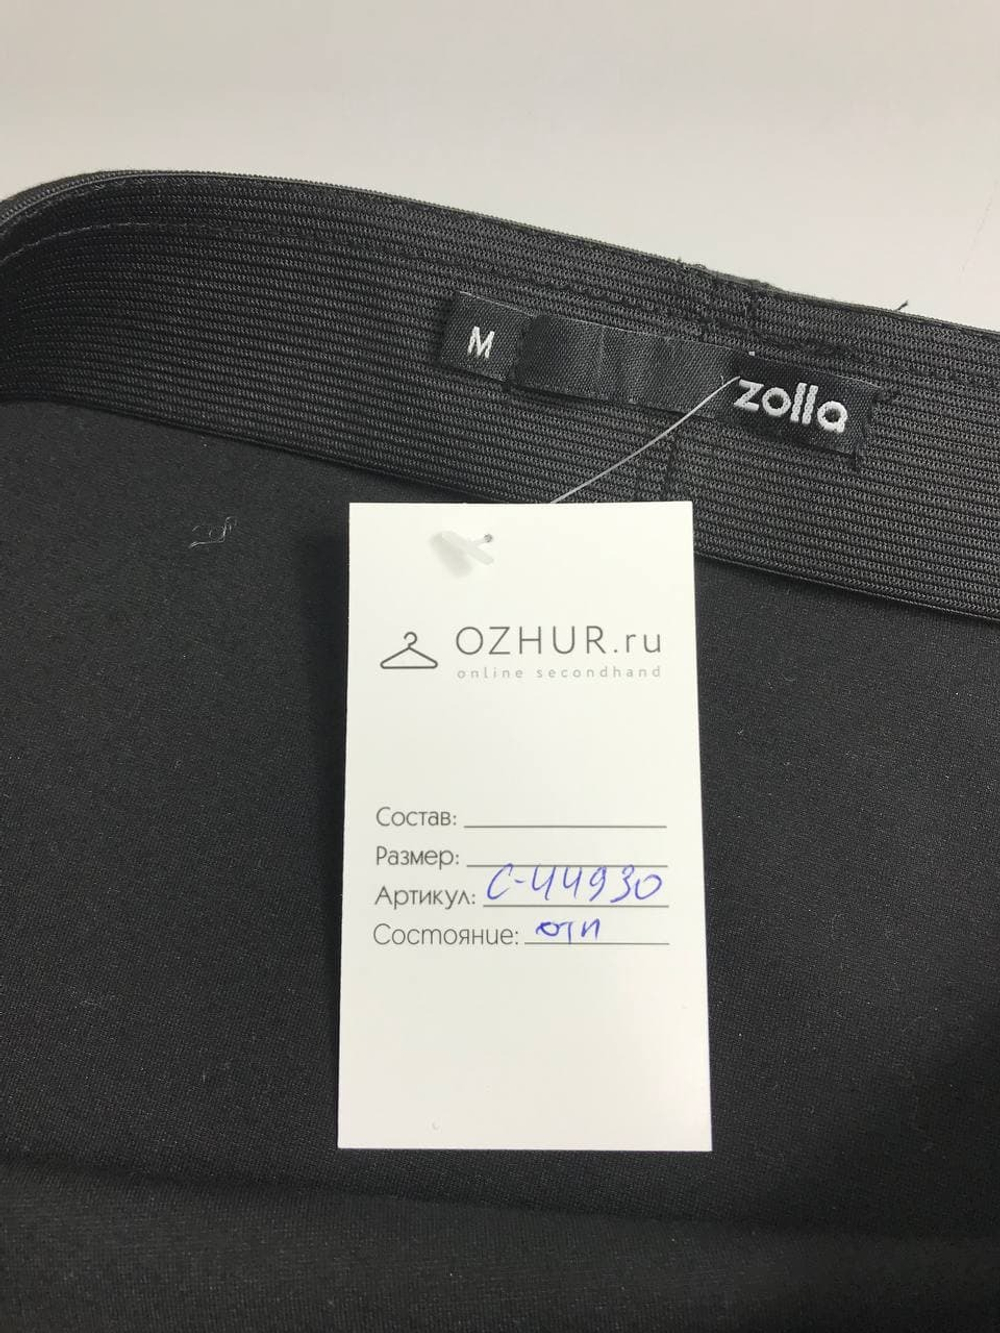 M
zolla
OZHUR.ru
online secondhand
Состав:
Размер:
Артикул: С-44930
Состояние: отл